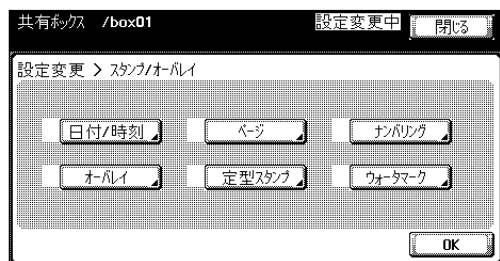 共有ﾎﾞｯｸｽ /box01 設定変更中 閉じる
設定変更 > ｽﾀﾝﾌﾟ/ｵｰﾊﾞﾚｲ
日付/時刻 ﾍﾟｰｼﾞ ﾅﾝﾊﾞﾘﾝｸﾞ
ｵｰﾊﾞﾚｲ 定型ｽﾀﾝﾌﾟ ｳｫｰﾀﾏｰｸ
OK